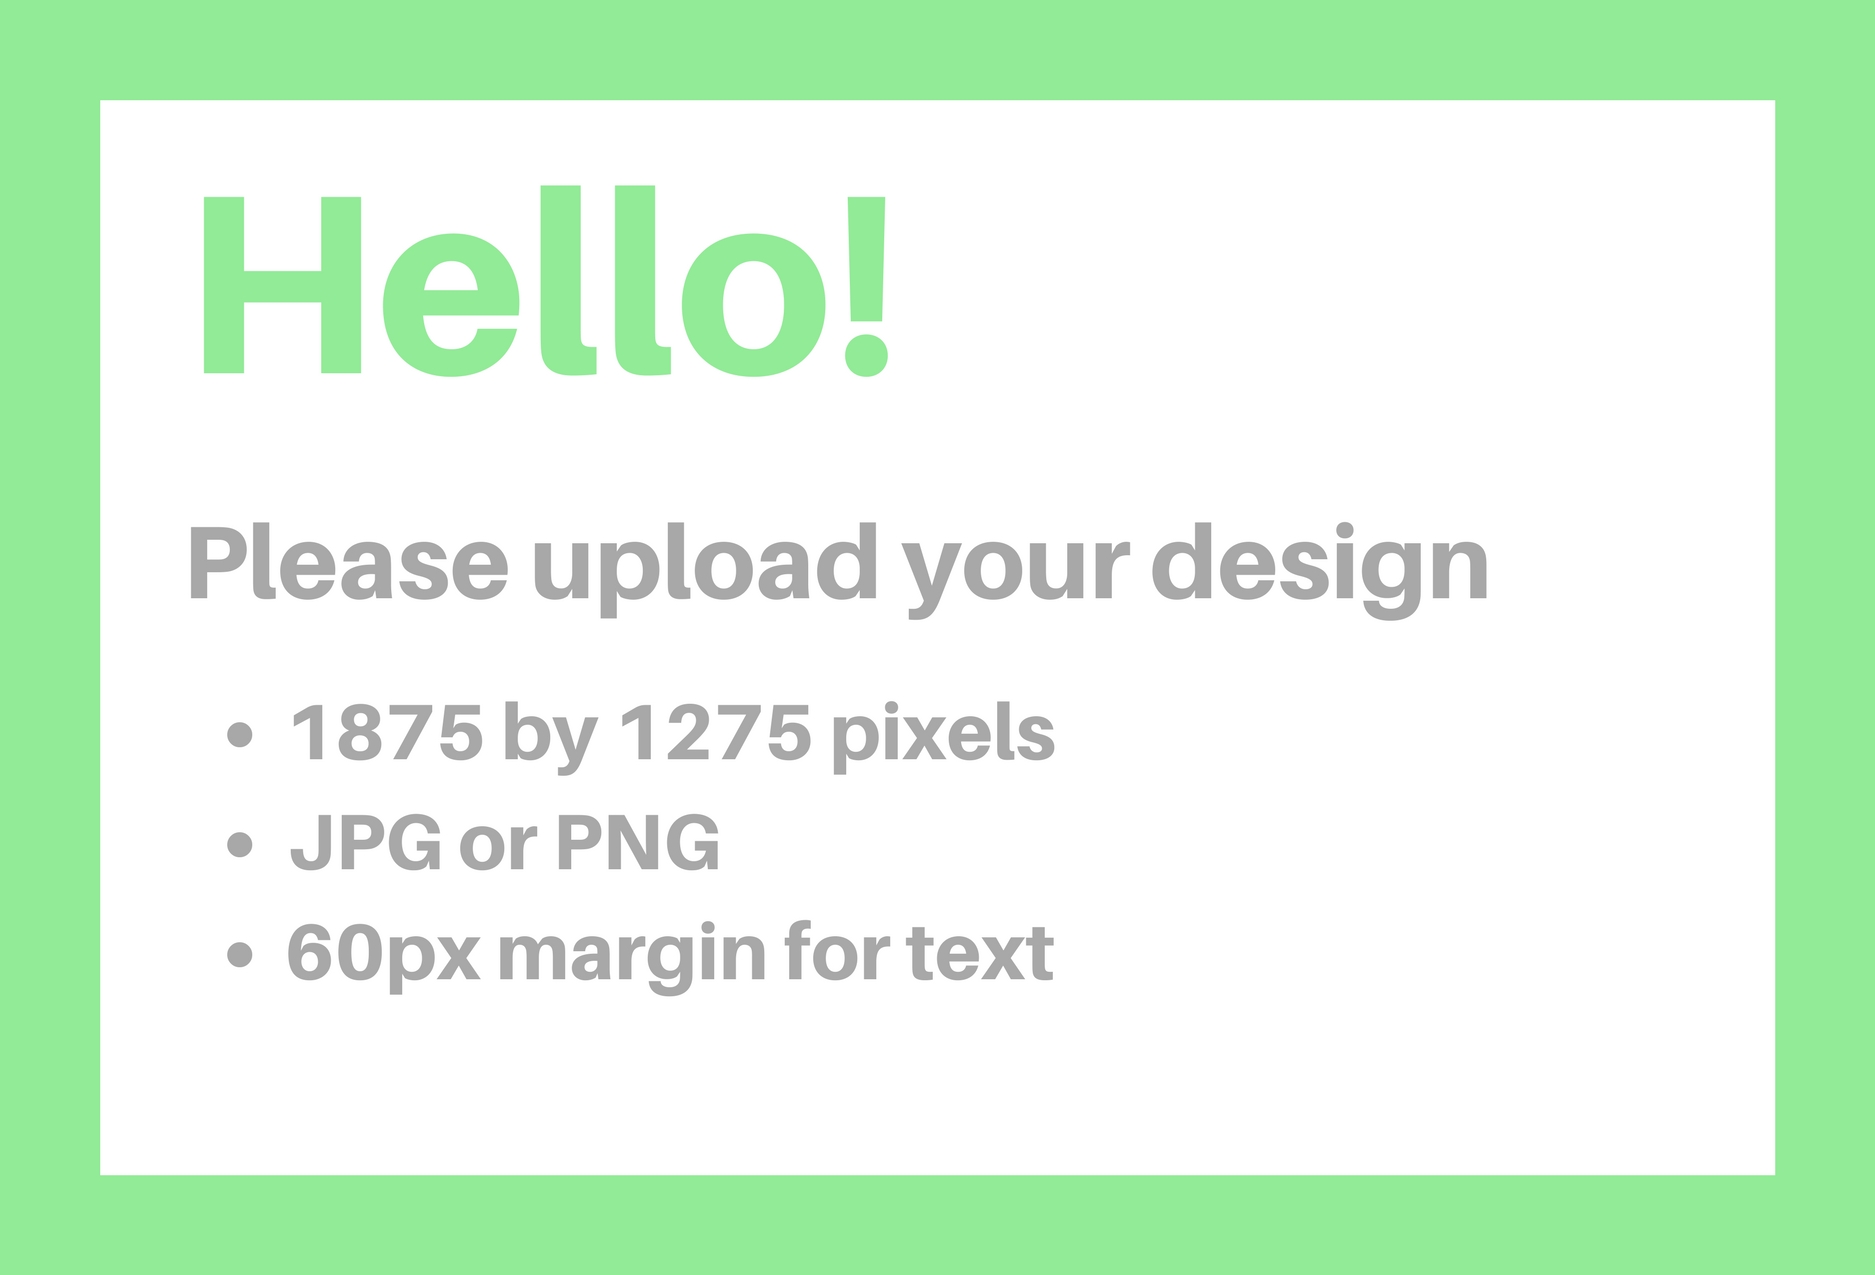 Hello!
Please upload your design
• 1875 by 1275 pixels
• JPG or PNG
• 60px margin for text